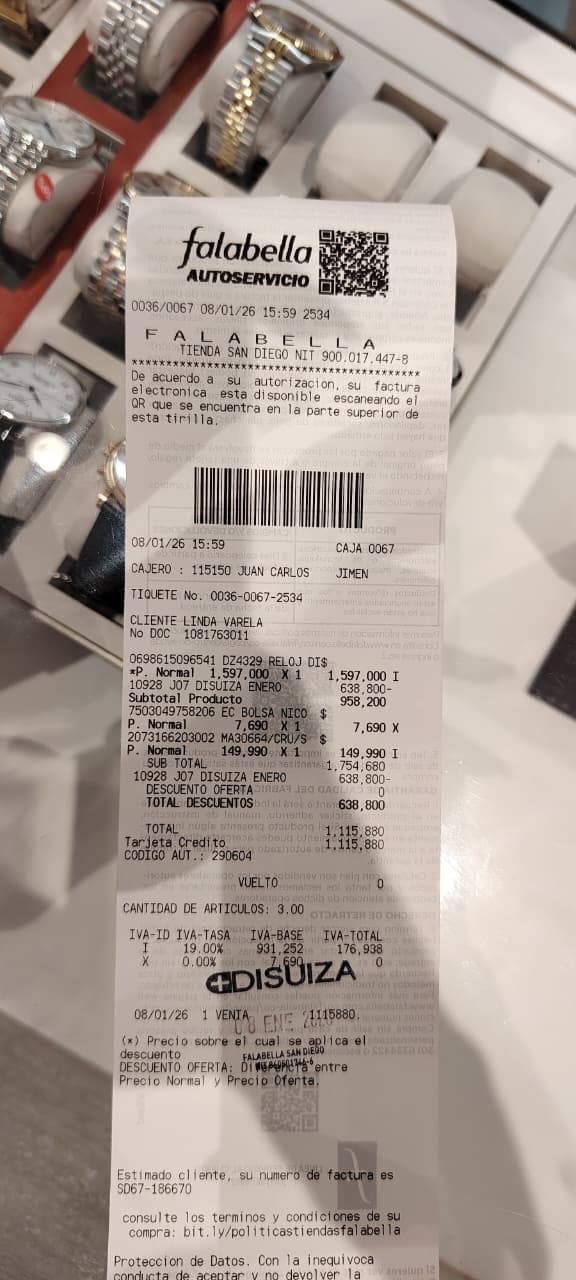 falabella
AUTOSERVICIO
0036/0067 08/01/26 15:59 2534
F A L A B E L L A
TIENDA SAN DIEGO NIT 900.017.447-8
******************************************
De acuerdo a su autorizacion, su factura
electronica esta disponible escaneando el
QR que se encuentra en la parte superior de
esta tirilla.
08/01/26 15:59 CAJA 0067
CAJERO : 115150 JUAN CARLOS JIMEN
TIQUETE No. 0036-0067-2534
CLIENTE LINDA VARELA
No DOC 1081763011
0698615096541 DZ4329 RELOJ DI$
*P. Normal 1,597,000 X 1 1,597,000 I
10928 J07 DISUIZA ENERO 638,800-
Subtotal Producto 958,200
7503049758206 EC BOLSA NICO $
P. Normal 7,690 X 1 7,690 X
2073166203002 MA30664/CRU/S $
P. Normal 149,990 X 1 149,990 I
SUB TOTAL 1,754,680
10928 J07 DISUIZA ENERO 638,800-
DESCUENTO OFERTA 0
TOTAL DESCUENTOS 638,800
TOTAL 1,115,880
Tarjeta Credito 1,115,880
CODIGO AUT.: 290604
VUELTO 0
CANTIDAD DE ARTICULOS: 3.00
IVA-ID IVA-TASA IVA-BASE IVA-TOTAL
I 19.00% 931,252 176,938
X 0.00% 7,690 0
DISUIZA
08/01/26 1 VENTA 1115880.
08 ENE
(*) Precio sobre el cual se aplica el
descuento
FALABELLA SAN DIEGO
DESCUENTO OFERTA: Diferencia entre
Precio Normal y Precio Oferta.
Estimado cliente, su numero de factura es
SD67-186670
consulte los terminos y condiciones de su
compra: bit.ly/politicastiendasfalabella
Proteccion de Datos. Con la inequivoca
conducta de aceptar y no devolver la